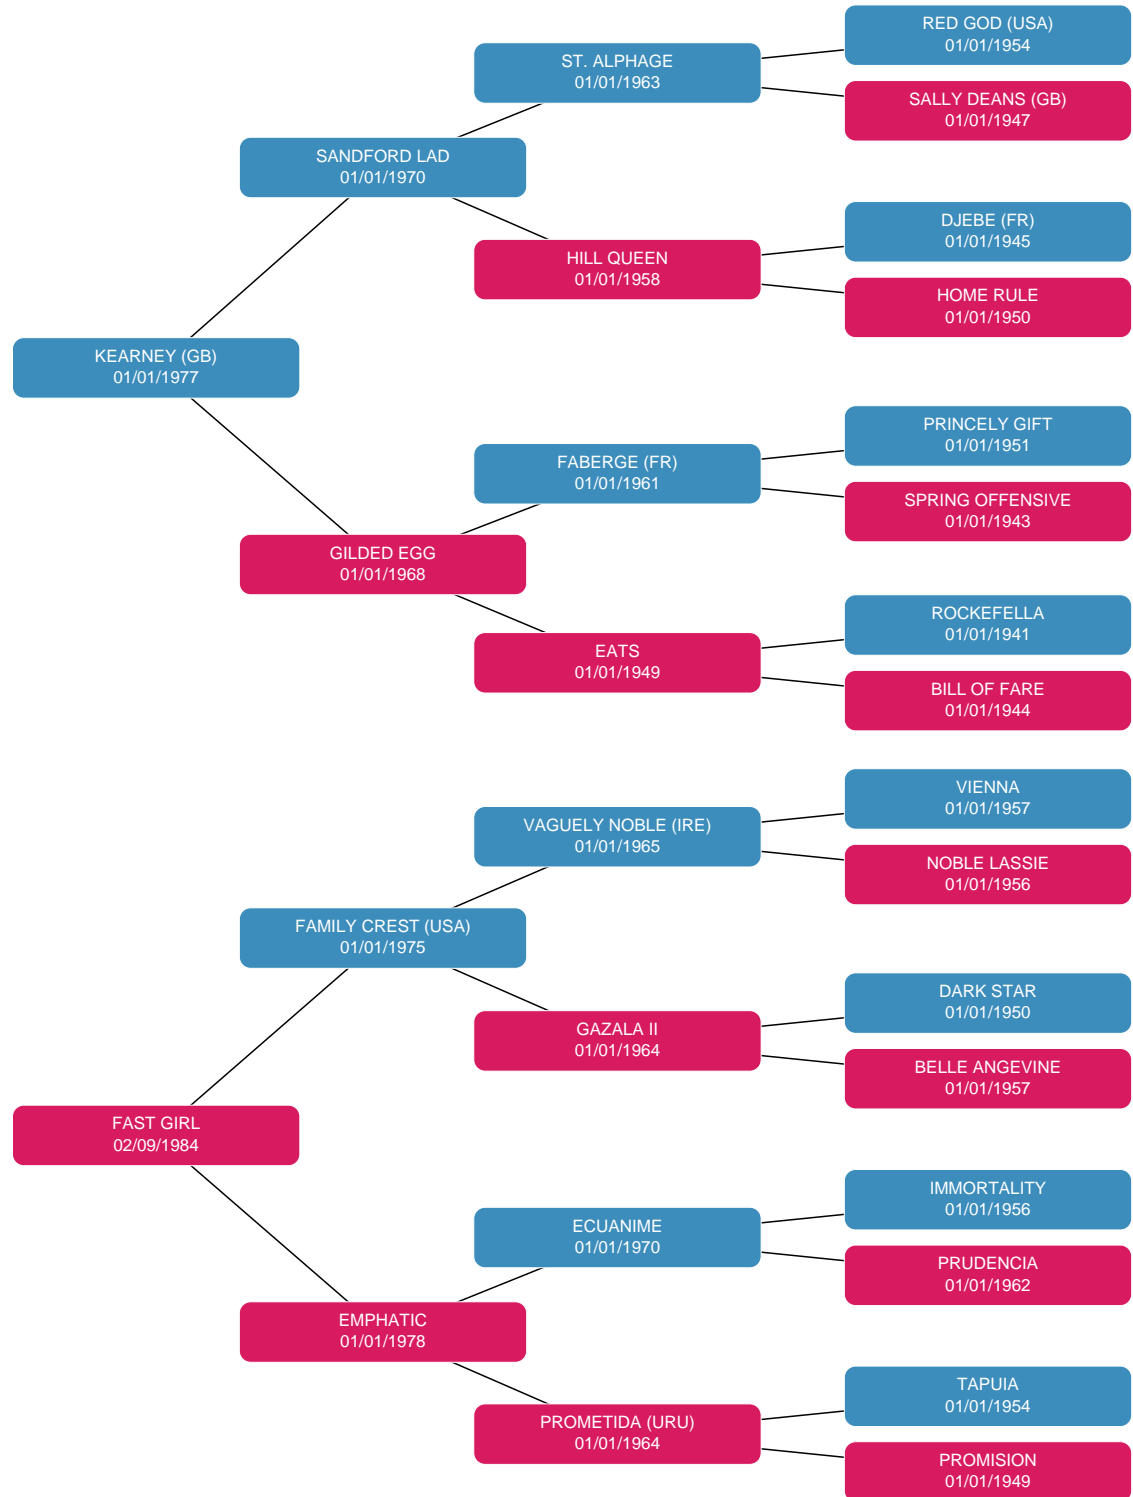 RED GOD (USA)
01/01/1954
ST. ALPHAGE
01/01/1963
SALLY DEANS (GB)
01/01/1947
SANDFORD LAD
01/01/1970
DJEBE (FR)
01/01/1945
HILL QUEEN
01/01/1958
HOME RULE
01/01/1950
KEARNEY (GB)
01/01/1977
PRINCELY GIFT
01/01/1951
FABERGE (FR)
01/01/1961
SPRING OFFENSIVE
01/01/1943
GILDED EGG
01/01/1968
ROCKEFELLA
01/01/1941
EATS
01/01/1949
BILL OF FARE
01/01/1944
VIENNA
01/01/1957
VAGUELY NOBLE (IRE)
01/01/1965
NOBLE LASSIE
01/01/1956
FAMILY CREST (USA)
01/01/1975
DARK STAR
01/01/1950
GAZALA II
01/01/1964
BELLE ANGEVINE
01/01/1957
FAST GIRL
02/09/1984
IMMORTALITY
01/01/1956
ECUANIME
01/01/1970
PRUDENCIA
01/01/1962
EMPHATIC
01/01/1978
TAPUIA
01/01/1954
PROMETIDA (URU)
01/01/1964
PROMISION
01/01/1949